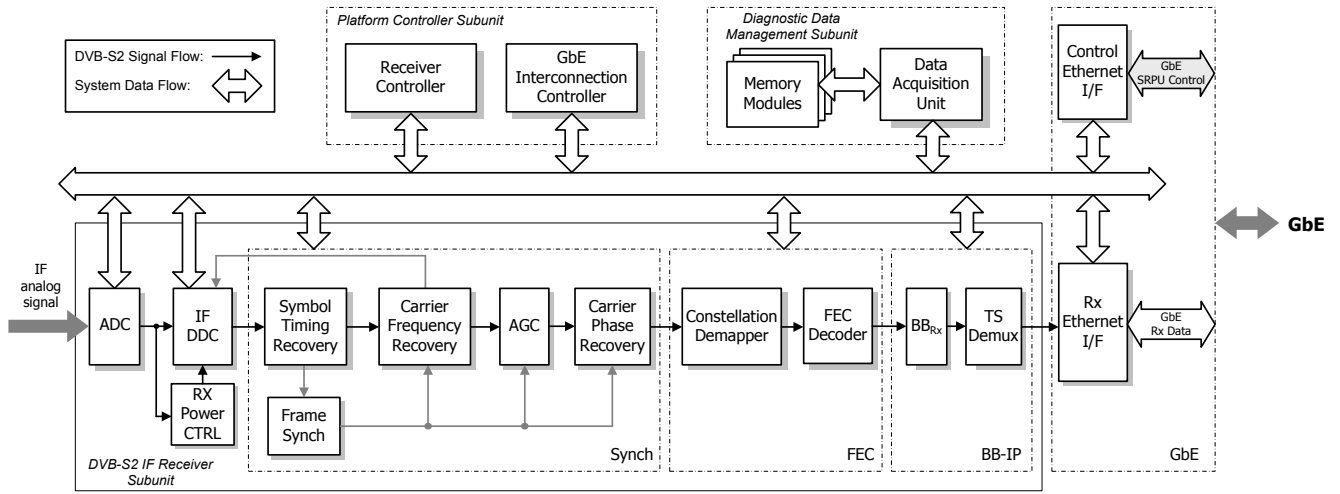 Platform Controller Subunit
Diagnostic Data
Management Subunit
DVB-S2 Signal Flow:
System Data Flow:
Receiver
Controller
GbE
Interconnection
Controller
Memory
Modules
Data
Acquisition
Unit
Control
Ethernet
I/F
GbE
SRPU Control
GbE
IF
analog
signal
ADC
IF
DDC
RX
Power
CTRL
Symbol
Timing
Recovery
Carrier
Frequency
Recovery
AGC
Carrier
Phase
Recovery
Frame
Synch
Constellation
Demapper
FEC
Decoder
BBRx
TS
Demux
Rx
Ethernet
I/F
GbE
Rx Data
DVB-S2 IF Receiver
Subunit
Synch
FEC
BB-IP
GbE